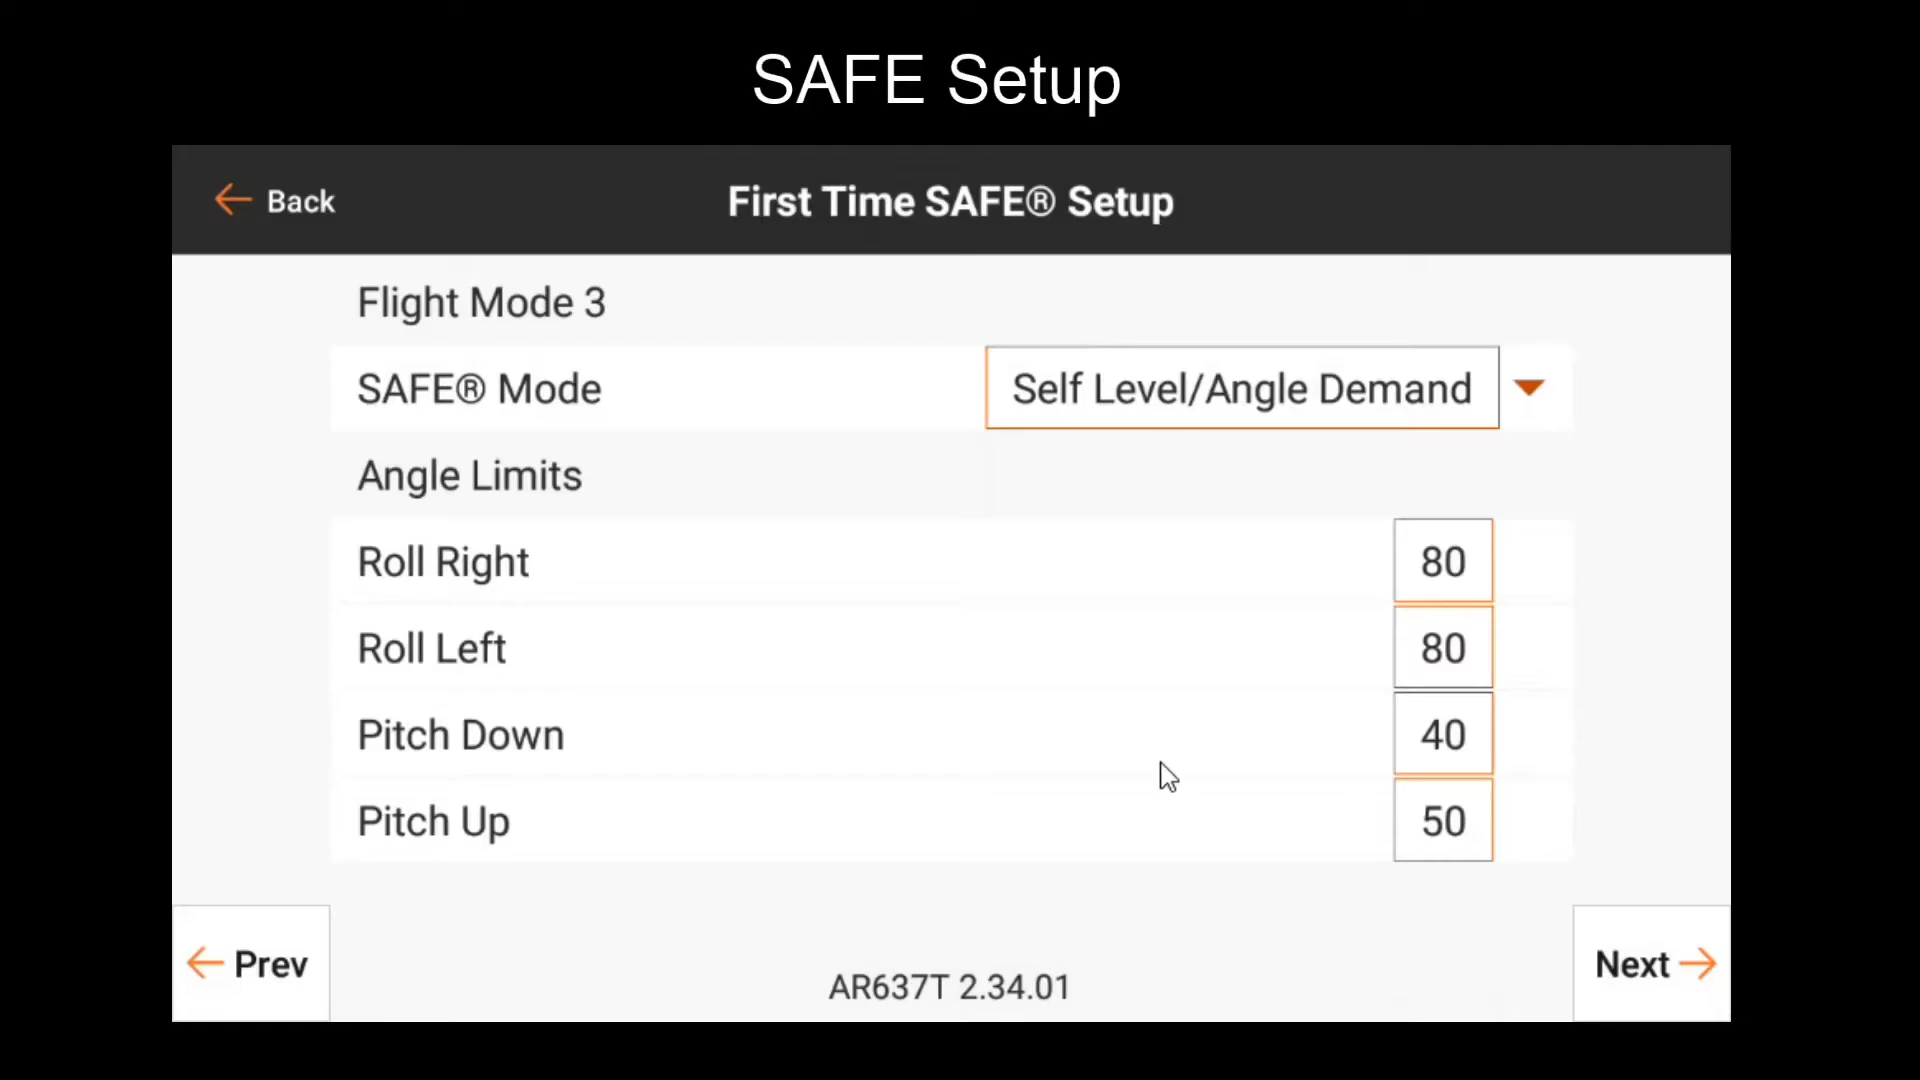 SAFE Setup
Back
First Time SAFE® Setup
Flight Mode 3
SAFE® Mode Self Level/Angle Demand
Angle Limits
Roll Right 80
Roll Left 80
Pitch Down 40
Pitch Up 50
Prev
AR637T 2.34.01
Next